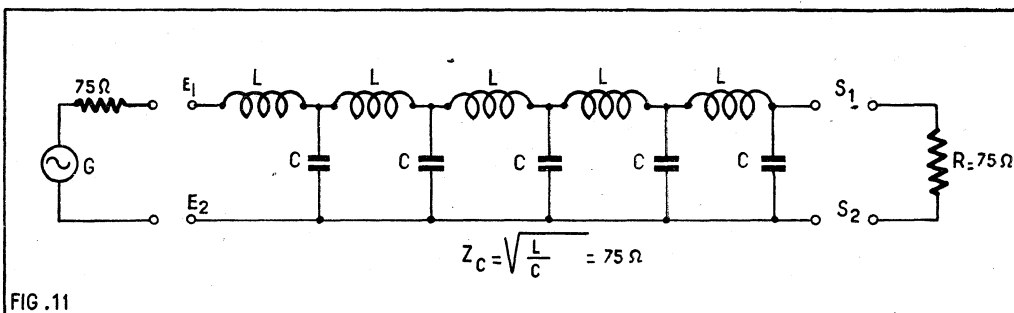 75Ω E1 L L L L L S1
G C C C C C R=75Ω
E2 S2
ZC = √L/C = 75Ω
FIG.11